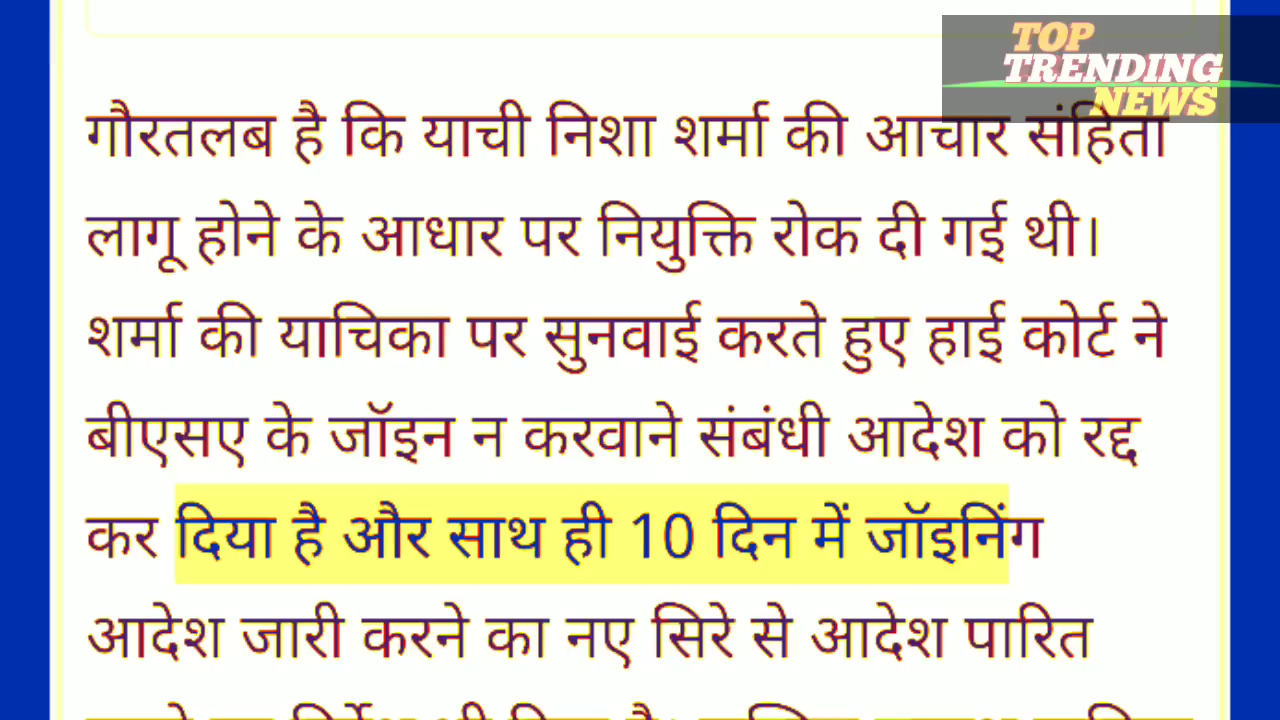 TOP
TRENDING
NEWS
गौरतलब है कि याची निशा शर्मा की आचार संहिता
लागू होने के आधार पर नियुक्ति रोक दी गई थी।
शर्मा की याचिका पर सुनवाई करते हुए हाई कोर्ट ने
बीएसए के जॉइन न करवाने संबंधी आदेश को रद्द
कर दिया है और साथ ही 10 दिन में जॉइनिंग
आदेश जारी करने का नए सिरे से आदेश पारित